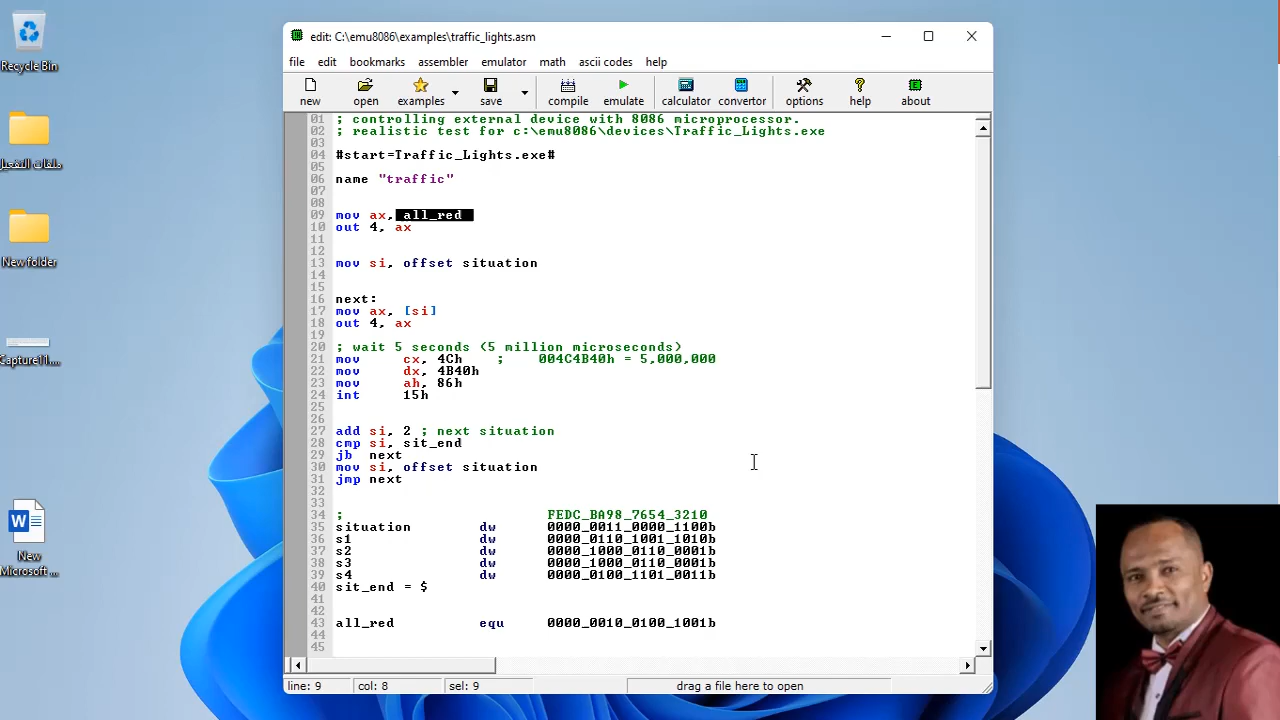 edit: C:\emu8086\examples\traffic_lights.asm
file edit bookmarks assembler emulator math ascii codes help
new open examples save compile emulate calculator convertor options help about
01 ; controlling external device with 8086 microprocessor.
02 ; realistic test for c:\emu8086\devices\Traffic_Lights.exe
03
04 #start=Traffic_Lights.exe#
05
06 name "traffic"
07
08
09 mov ax, all_red
10 out 4, ax
11
12
13 mov si, offset situation
14
15
16 next:
17 mov ax, [si]
18 out 4, ax
19
20 ; wait 5 seconds (5 million microseconds)
21 mov cx, 4Ch ; 004C4B40h = 5,000,000
22 mov dx, 4B40h
23 mov ah, 86h
24 int 15h
25
26
27 add si, 2 ; next situation
28 cmp si, sit_end
29 jb next
30 mov si, offset situation
31 jmp next
32
33
34 ; FEDC_BA98_7654_3210
35 situation dw 0000_0011_0000_1100b
36 s1 dw 0000_0110_1001_1010b
37 s2 dw 0000_1000_0110_0001b
38 s3 dw 0000_1000_0110_0001b
39 s4 dw 0000_0100_1101_0011b
40 sit_end = $
41
42
43 all_red equ 0000_0010_0100_1001b
44
45
line: 9 col: 8 sel: 9 drag a file here to open
Recycle Bin
ملفات التفعيل
New folder
Capture11....
New
Microsoft ...